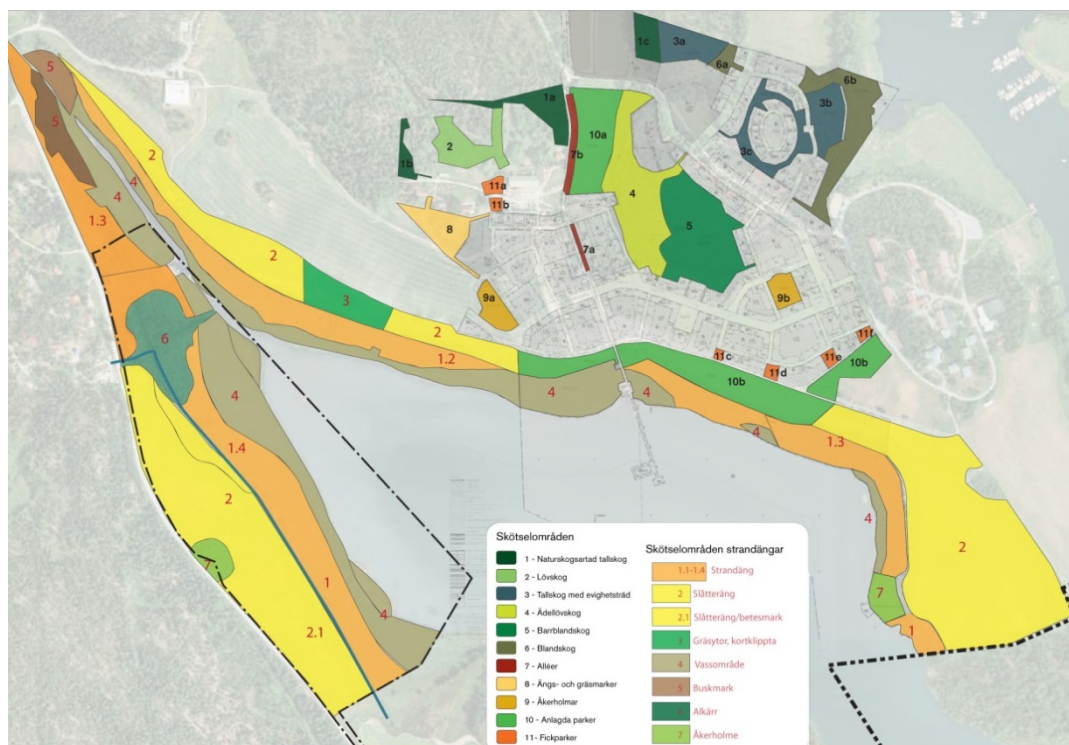 1c
3a
6a
6b
5
1a
3b
2
10a
5
2
7b
3c
1b
4
11a
4
4
11b
1.3
8
7a
5
2
3
9a
9b
6
2
11f
1.2
11c
11e
10b
11d
10b
4
4
4
1.3
1.4
4
2
4
2
7
1
7
4
2.1
1
Skötselområden
1 - Naturskogsartad tallskog
2 - Lövskog
3 - Tallskog med evighetsträd
4 - Ädellövskog
5 - Barrblandskog
6 - Blandskog
7 - Alléer
8 - Ängs- och gräsmarker
9 - Åkerholmar
10 - Anlagda parker
11- Fickparker
Skötselområden strandängar
1.1-1.4 Strandäng
2 Slåtteräng
2.1 Slåtteräng/betesmark
3 Gräsytor, kortklippta
4 Vassområde
5 Buskmark
6 Alkärr
7 Åkerholme